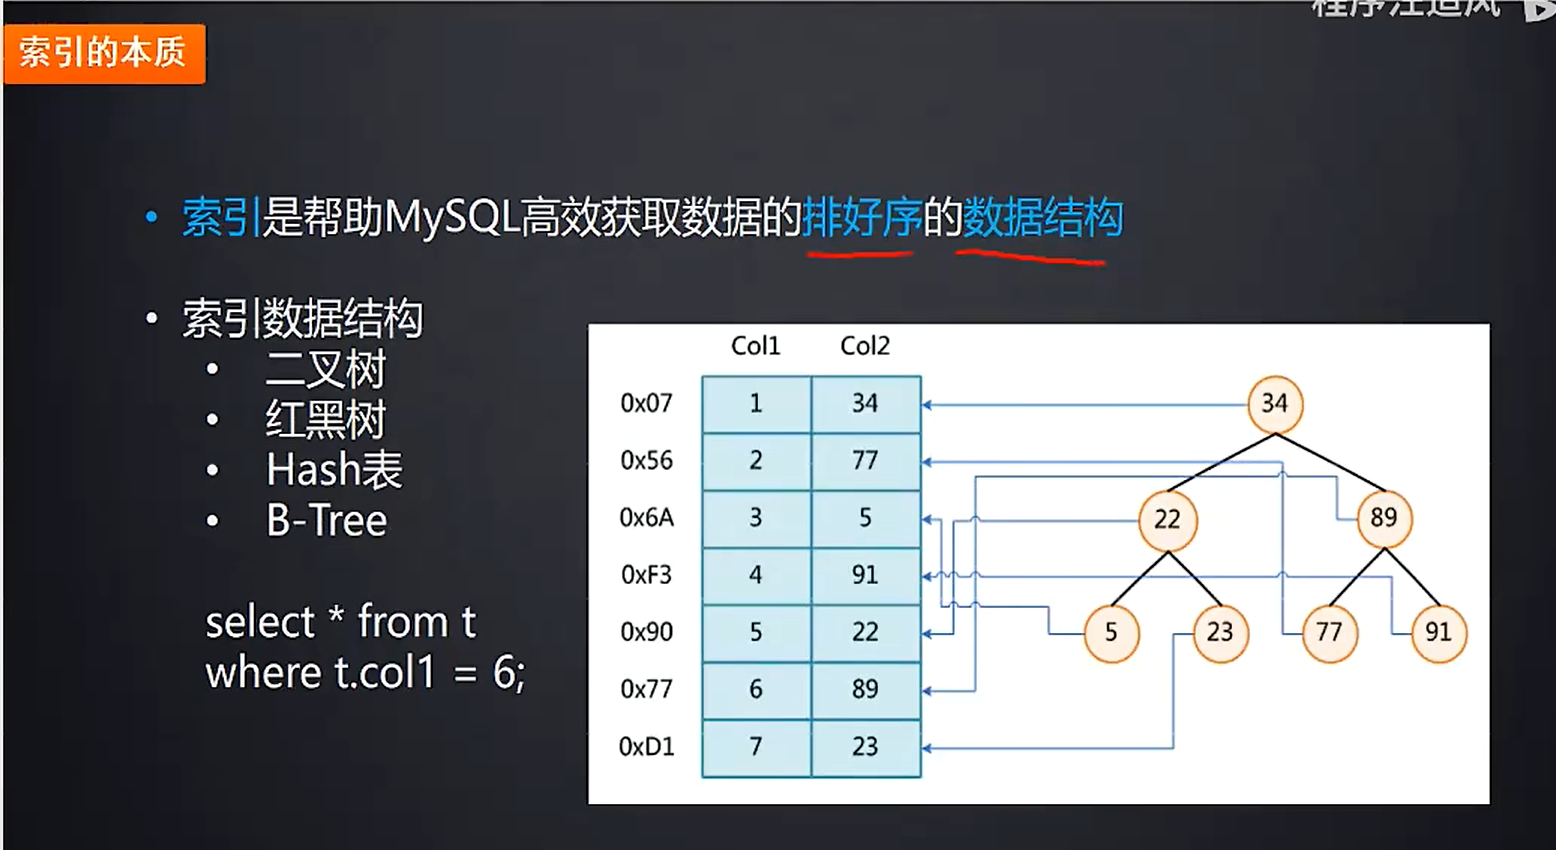 索引的本质
索引是帮助MySQL高效获取数据的排好序的数据结构
索引数据结构
二叉树
红黑树
Hash表
B-Tree
select * from t
where t.col1 = 6;
Col1 Col2
0x07 1 34
0x56 2 77
0x6A 3 5
0xF3 4 91
0x90 5 22
0x77 6 89
0xD1 7 23
34
22 89
5 23 77 91